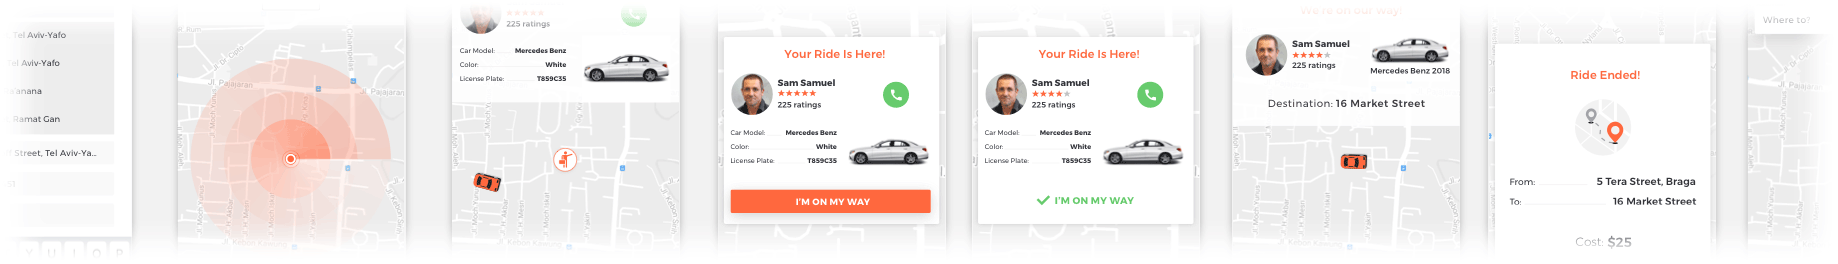 Tel Aviv-Yafo
Tel Aviv-Yafo
Ramat Gan
Street, Tel Aviv-Ya...
Y U I O P
Jl. Pajajaran
225 ratings
Car Model: Mercedes Benz
Color: White
License Plate: T859C35
Your Ride Is Here!
Sam Samuel
225 ratings
Car Model: Mercedes Benz
Color: White
License Plate: T859C35
I'M ON MY WAY
Your Ride Is Here!
Sam Samuel
225 ratings
Car Model: Mercedes Benz
Color: White
License Plate: T859C35
I'M ON MY WAY
We're on our way!
Sam Samuel
225 ratings
Mercedes Benz 2018
Destination: 16 Market Street
Ride Ended!
From: 5 Tera Street, Braga
To: 16 Market Street
Cost: $25
Where to?